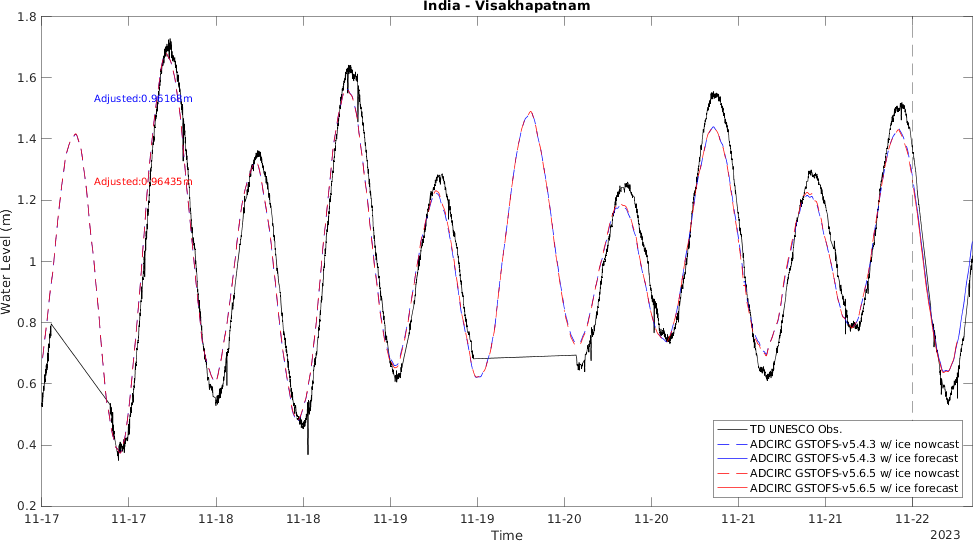 India - Visakhapatnam
1.8
1.6
1.4
1.2
1
0.8
0.6
0.4
0.2
Water Level (m)
Adjusted:0.95168m
Adjusted:0.96435m
TD UNESCO Obs.
ADCIRC GSTOFS-v5.4.3 w/ ice nowcast
ADCIRC GSTOFS-v5.4.3 w/ ice forecast
ADCIRC GSTOFS-v5.6.5 w/ ice nowcast
ADCIRC GSTOFS-v5.6.5 w/ ice forecast
11-17 11-17 11-18 11-18 11-19 11-19 11-20 11-20 11-21 11-21 11-22
Time
2023